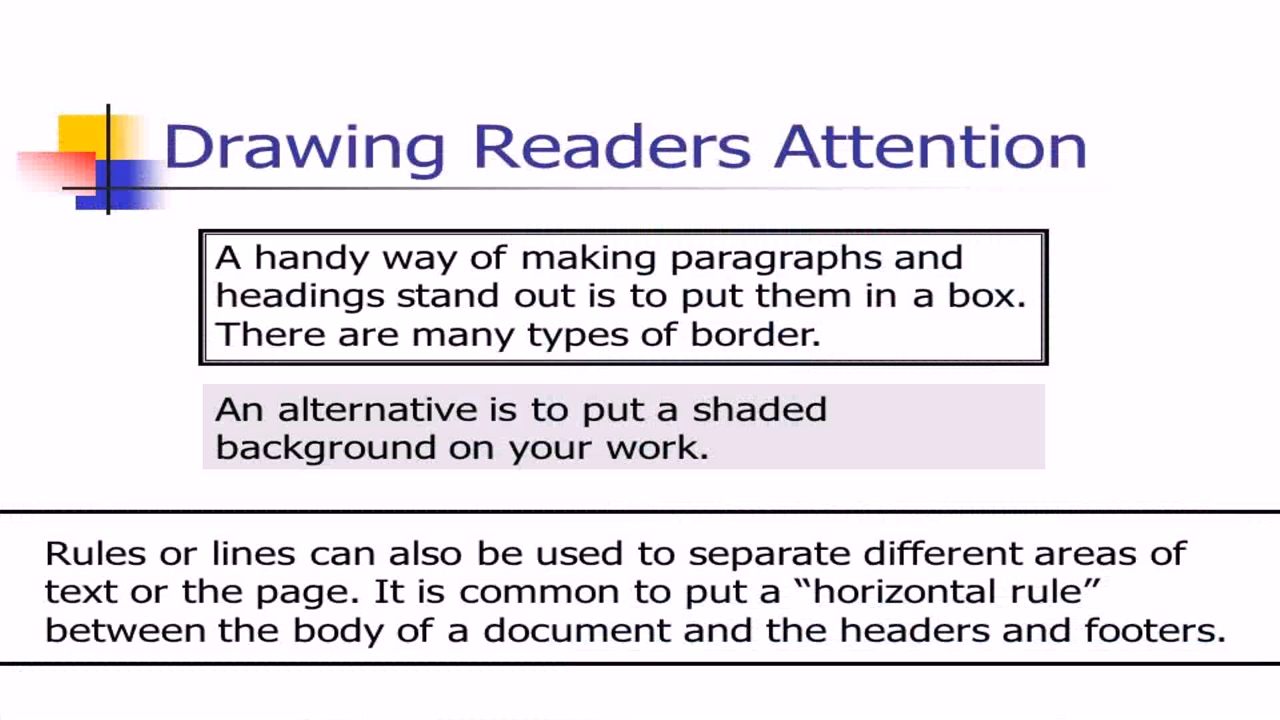 Drawing Readers Attention
A handy way of making paragraphs and
headings stand out is to put them in a box.
There are many types of border.
An alternative is to put a shaded
background on your work.
Rules or lines can also be used to separate different areas of
text or the page. It is common to put a “horizontal rule”
between the body of a document and the headers and footers.